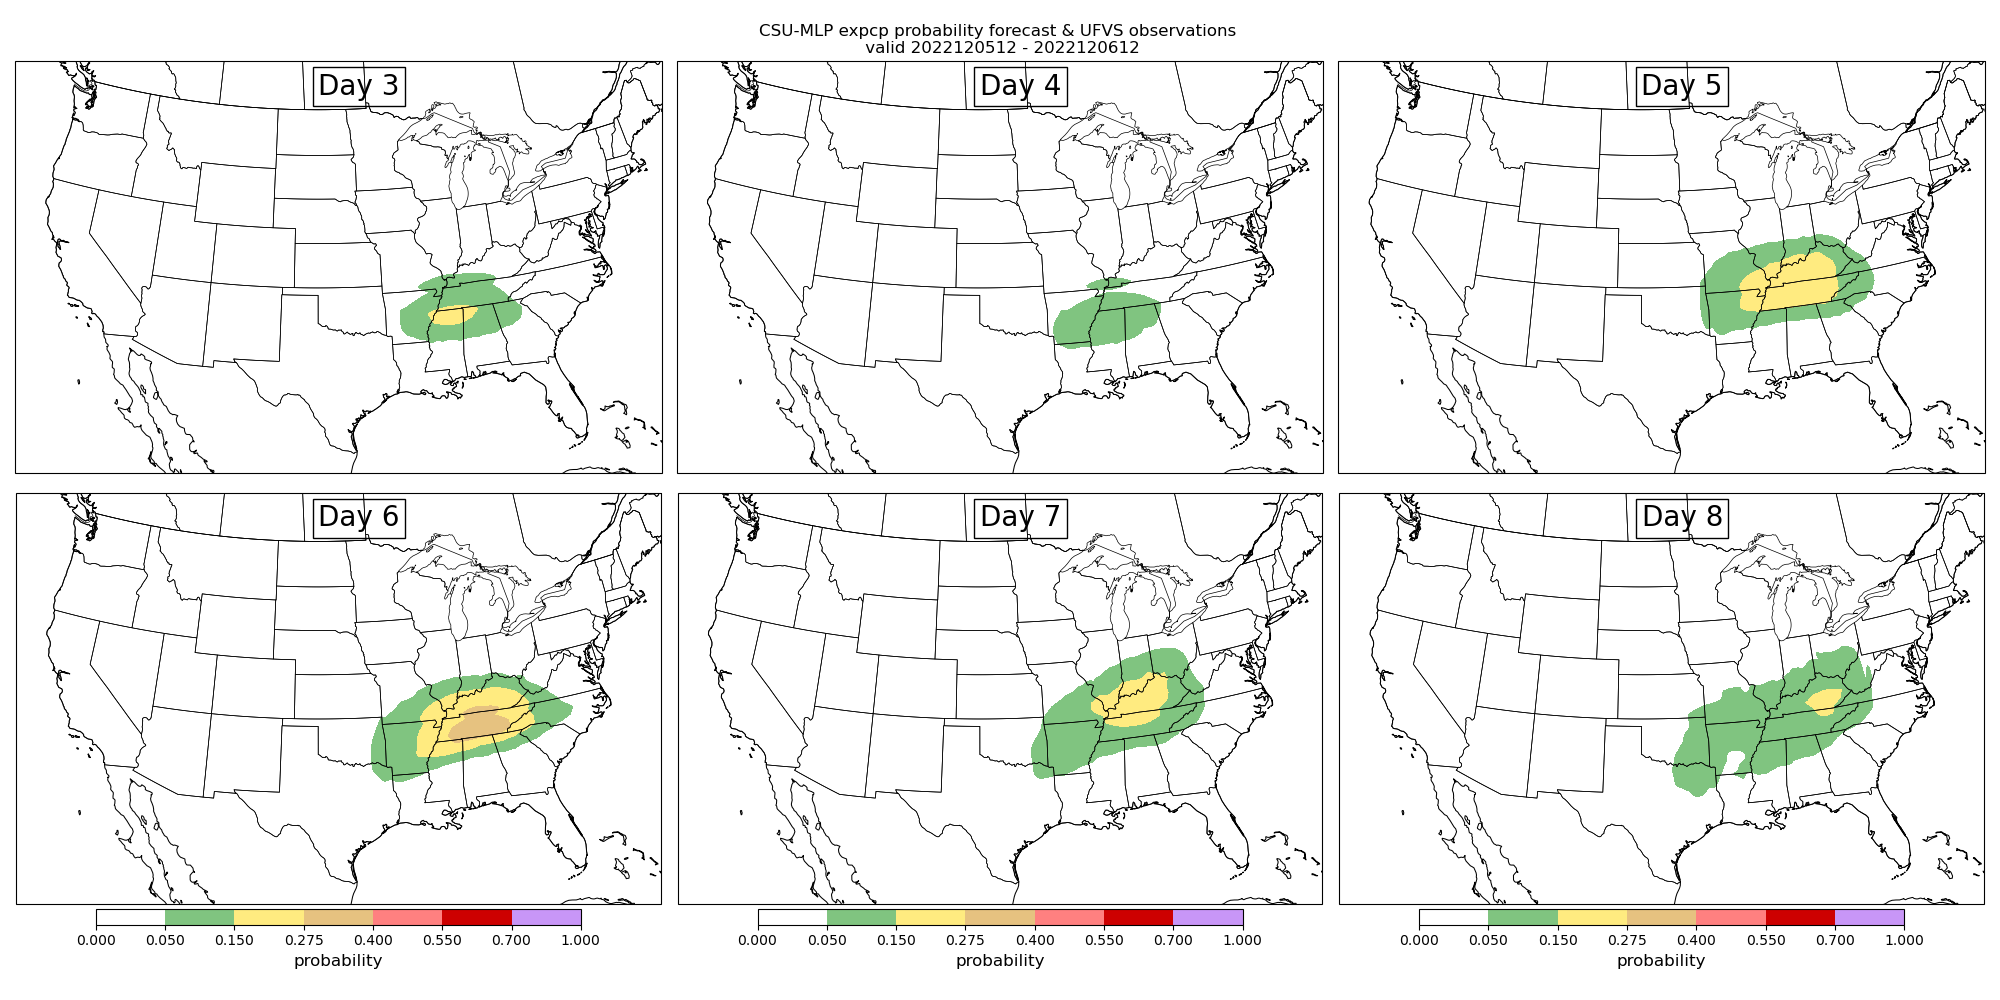 CSU-MLP expcp probability forecast & UFVS observations
valid 2022120512 - 2022120612
Day 3
Day 4
Day 5
Day 6
Day 7
Day 8
0.000 0.050 0.150 0.275 0.400 0.550 0.700 1.000
probability
0.000 0.050 0.150 0.275 0.400 0.550 0.700 1.000
probability
0.000 0.050 0.150 0.275 0.400 0.550 0.700 1.000
probability